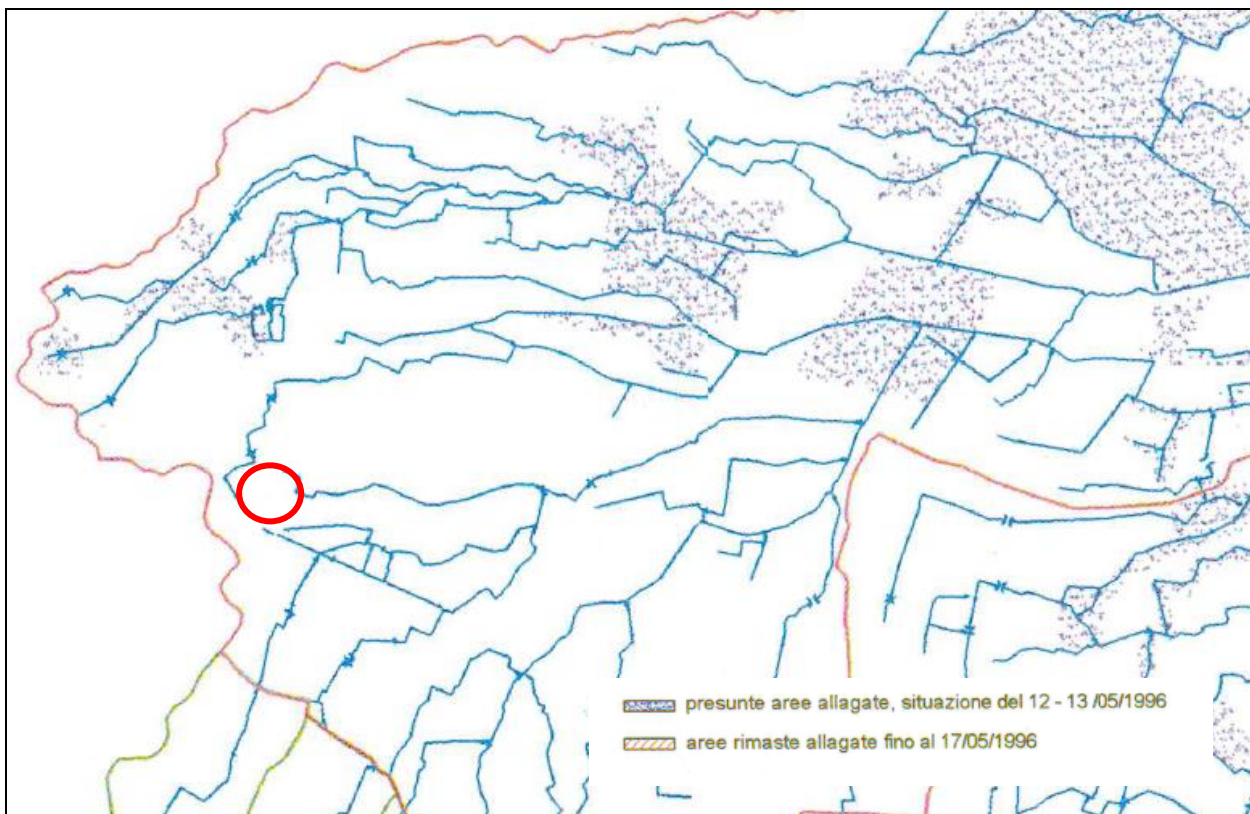 presunte aree allagate, situazione del 12 - 13 /05/1996
aree rimaste allagate fino al 17/05/1996